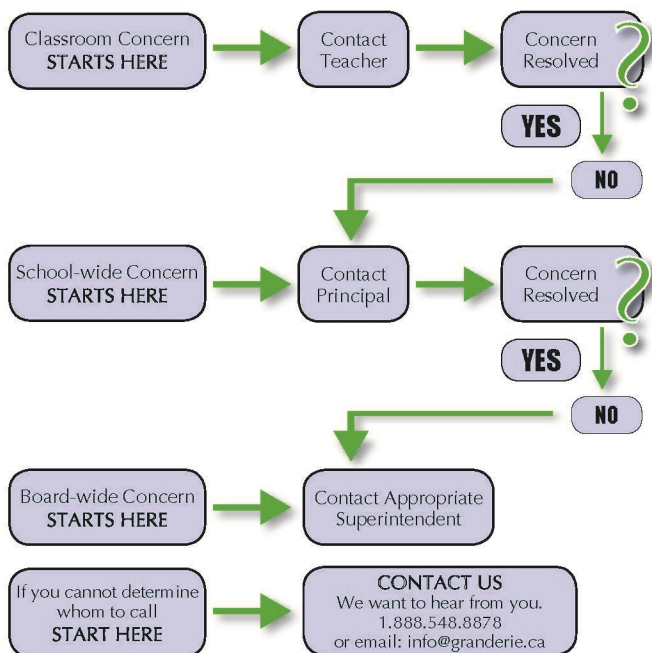 Classroom Concern
STARTS HERE
Contact
Teacher
Concern
Resolved
?
YES
NO
School-wide Concern
STARTS HERE
Contact
Principal
Concern
Resolved
?
YES
NO
Board-wide Concern
STARTS HERE
Contact Appropriate
Superintendent
If you cannot determine
whom to call
START HERE
CONTACT US
We want to hear from you.
1.888.548.8878
or email: info@granderie.ca